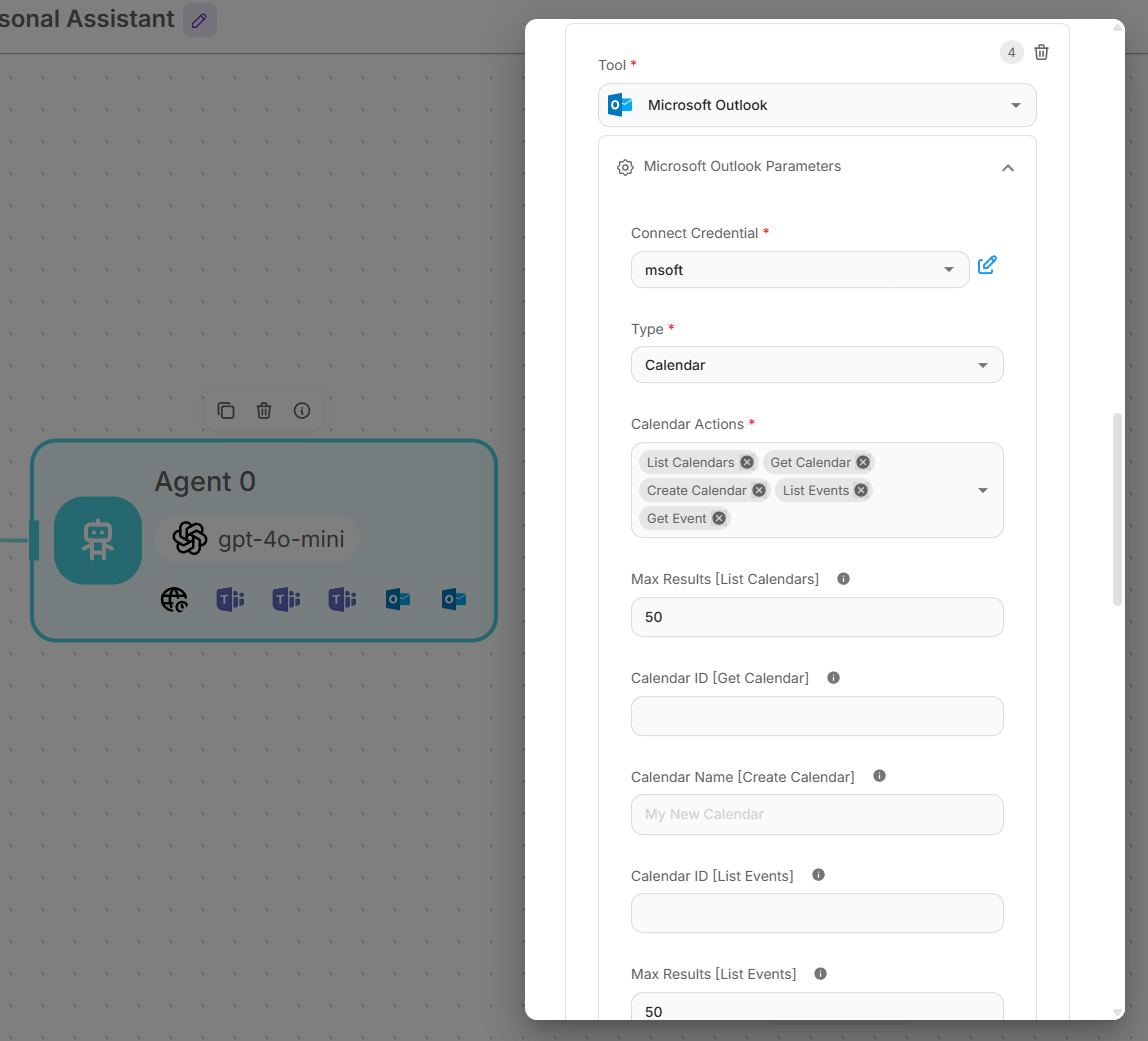 sonal Assistant
4
Tool *
Microsoft Outlook
Microsoft Outlook Parameters
Connect Credential *
msoft
Type *
Calendar
Calendar Actions *
List Calendars
Get Calendar
Create Calendar
List Events
Get Event
Max Results [List Calendars]
50
Calendar ID [Get Calendar]
Calendar Name [Create Calendar]
My New Calendar
Calendar ID [List Events]
Max Results [List Events]
50
Agent 0
gpt-4o-mini